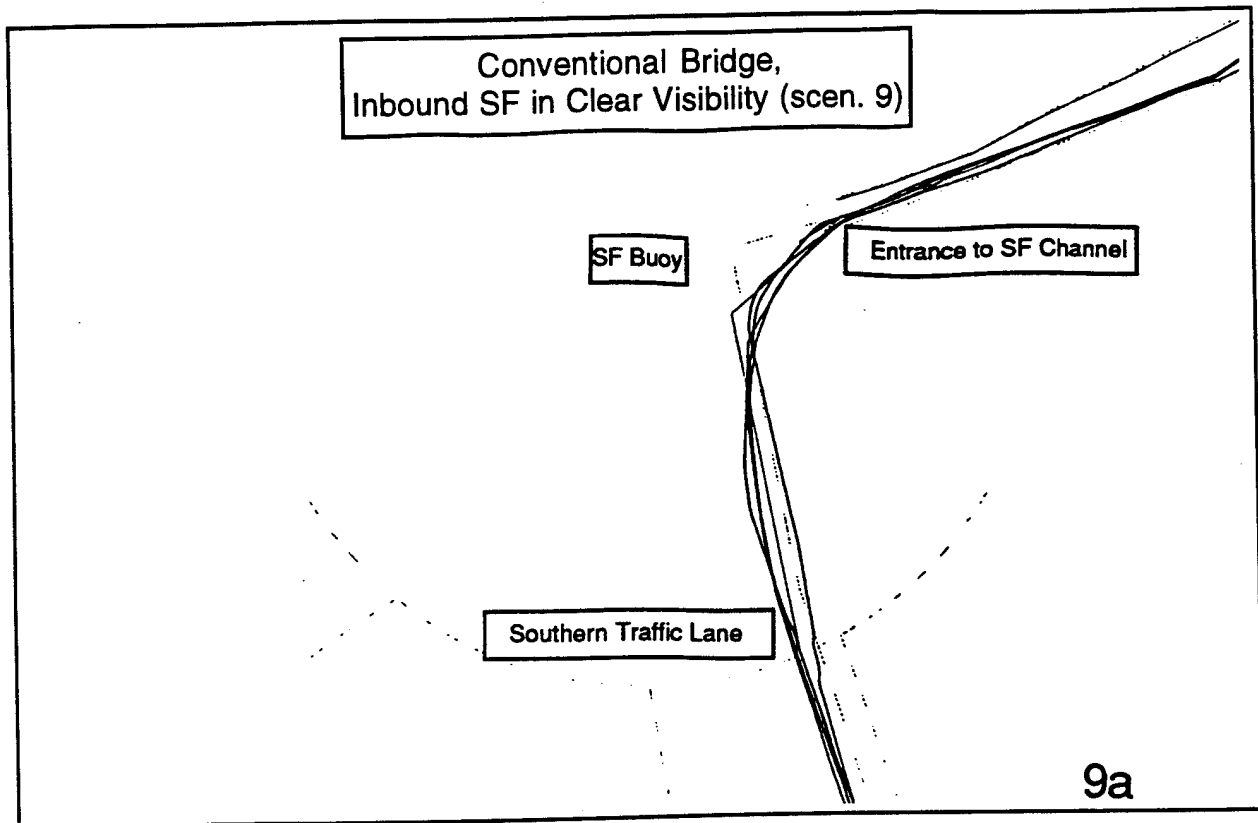 Conventional Bridge,
Inbound SF in Clear Visibility (scen. 9)
SF Buoy
Entrance to SF Channel
Southern Traffic Lane
9a